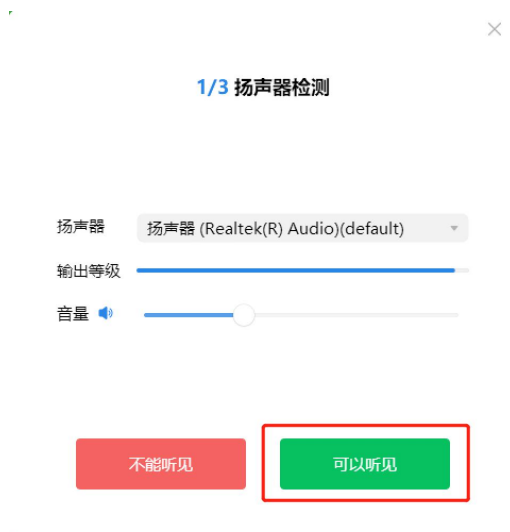 1/3 扬声器检测
扬声器 扬声器 (Realtek(R) Audio)(default)
输出等级
音量
不能听见 可以听见